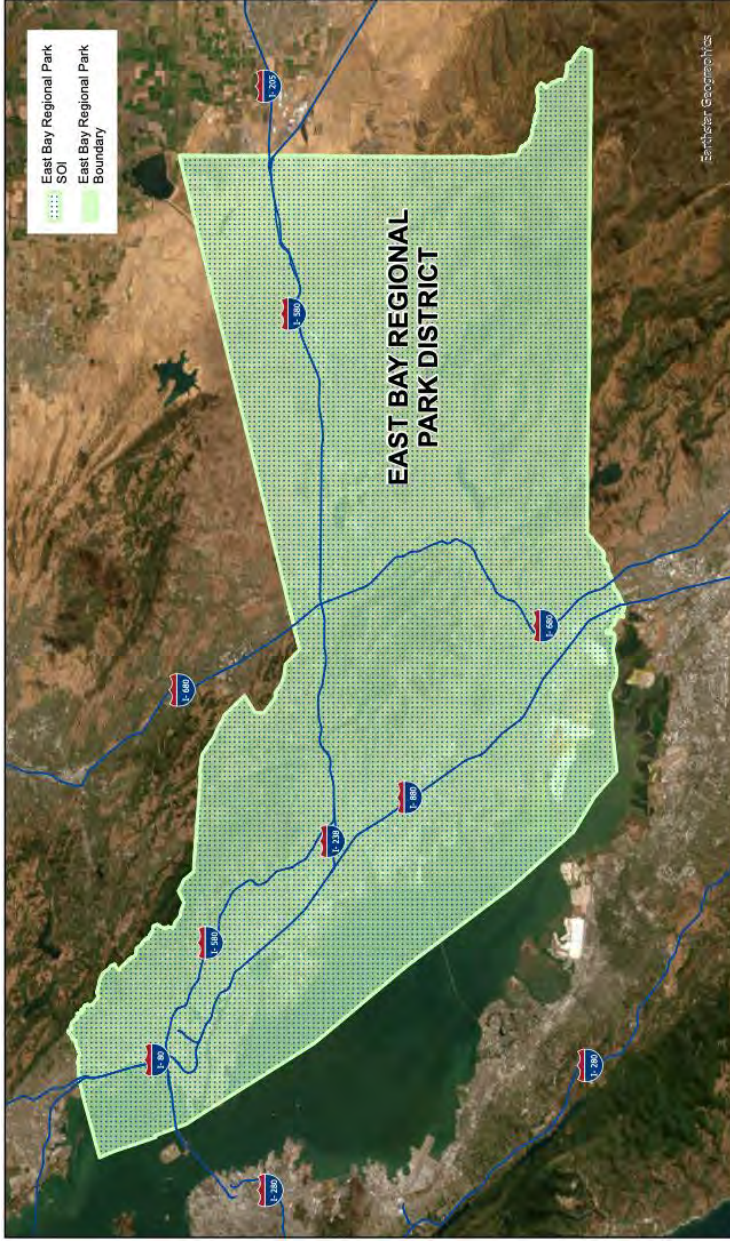 East Bay Regional Park
SOI
East Bay Regional Park
Boundary
I- 205
I- 580
EAST BAY REGIONAL
PARK DISTRICT
I- 680
I- 680
I- 880
I- 238
I- 580
I- 80
I- 280
I- 280
Earthstar Geographics